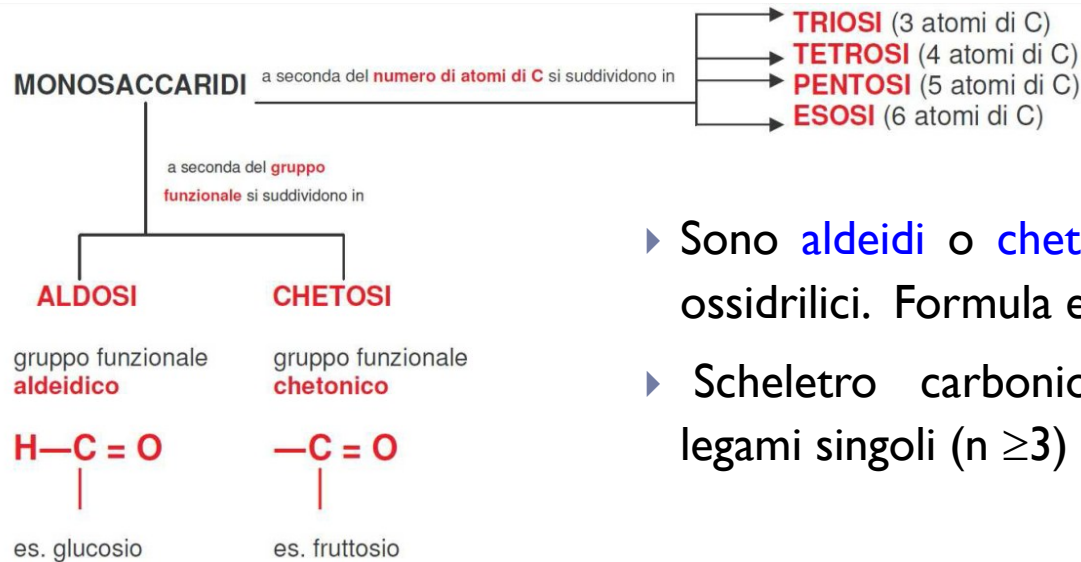 MONOSACCARIDI a seconda del numero di atomi di C si suddividono in
TRIOSI (3 atomi di C)
TETROSI (4 atomi di C)
PENTOSI (5 atomi di C)
ESOSI (6 atomi di C)
a seconda del gruppo
funzionale si suddividono in
ALDOSI
gruppo funzionale
aldeidico
H—C = O
es. glucosio
CHETOSI
gruppo funzionale
chetonico
—C = O
es. fruttosio
Sono aldeidi o
ossidrilici. Formula
Scheletro
legami singoli (n ≥3)